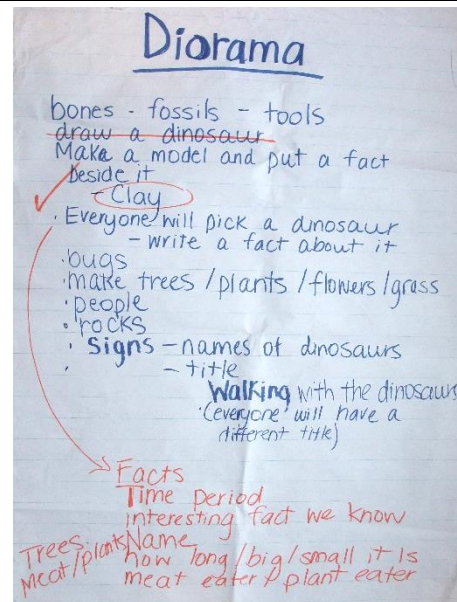 Diorama
bones - fossils - tools
draw a dinosaur
Make a model and put a fact
beside it
- Clay
· Everyone will pick a dinosaur
- write a fact about it
· bugs
· make trees / plants / flowers / grass
· people
· rocks
· Signs - names of dinosaurs
· - title
Walking with the dinosaurs
· (everyone will have a
different title)
Facts
Time period
interesting fact we know
Name
how long / big / small it is
meat eater / plant eater
Trees
Meat / plants